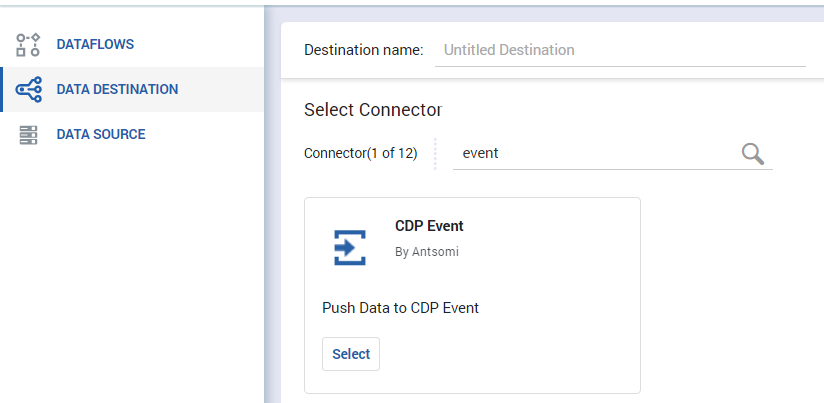 DATAFLOWS
DATA DESTINATION
DATA SOURCE
Destination name: Untitled Destination
Select Connector
Connector(1 of 12) event
CDP Event
By Antsomi
Push Data to CDP Event
Select